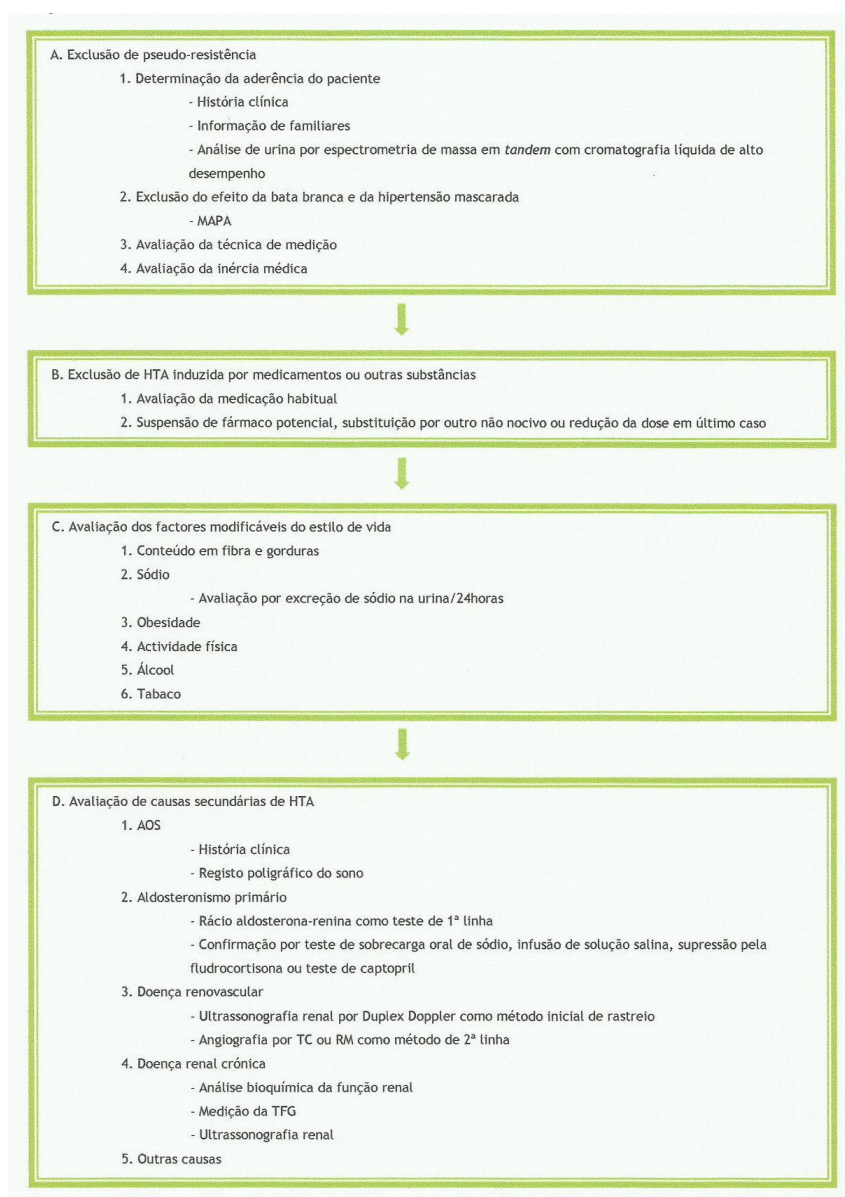 A. Exclusão de pseudo-resistência
1. Determinação da aderência do paciente
- História clínica
- Informação de familiares
- Análise de urina por espectrometria de massa em tandem com cromatografia líquida de alto
desempenho
2. Exclusão do efeito da bata branca e da hipertensão mascarada
- MAPA
3. Avaliação da técnica de medição
4. Avaliação da inércia médica
B. Exclusão de HTA induzida por medicamentos ou outras substâncias
1. Avaliação da medicação habitual
2. Suspensão de fármaco potencial, substituição por outro não nocivo ou redução da dose em último caso
C. Avaliação dos factores modificáveis do estilo de vida
1. Conteúdo em fibra e gorduras
2. Sódio
- Avaliação por excreção de sódio na urina/24horas
3. Obesidade
4. Actividade física
5. Álcool
6. Tabaco
D. Avaliação de causas secundárias de HTA
1. AOS
- História clínica
- Registo poligráfico do sono
2. Aldosteronismo primário
- Rácio aldosterona-renina como teste de 1ª linha
- Confirmação por teste de sobrecarga oral de sódio, infusão de solução salina, supressão pela
fludrocortisona ou teste de captopril
3. Doença renovascular
- Ultrassonografia renal por Duplex Doppler como método inicial de rastreio
- Angiografia por TC ou RM como método de 2ª linha
4. Doença renal crónica
- Análise bioquímica da função renal
- Medição da TFG
- Ultrassonografia renal
5. Outras causas